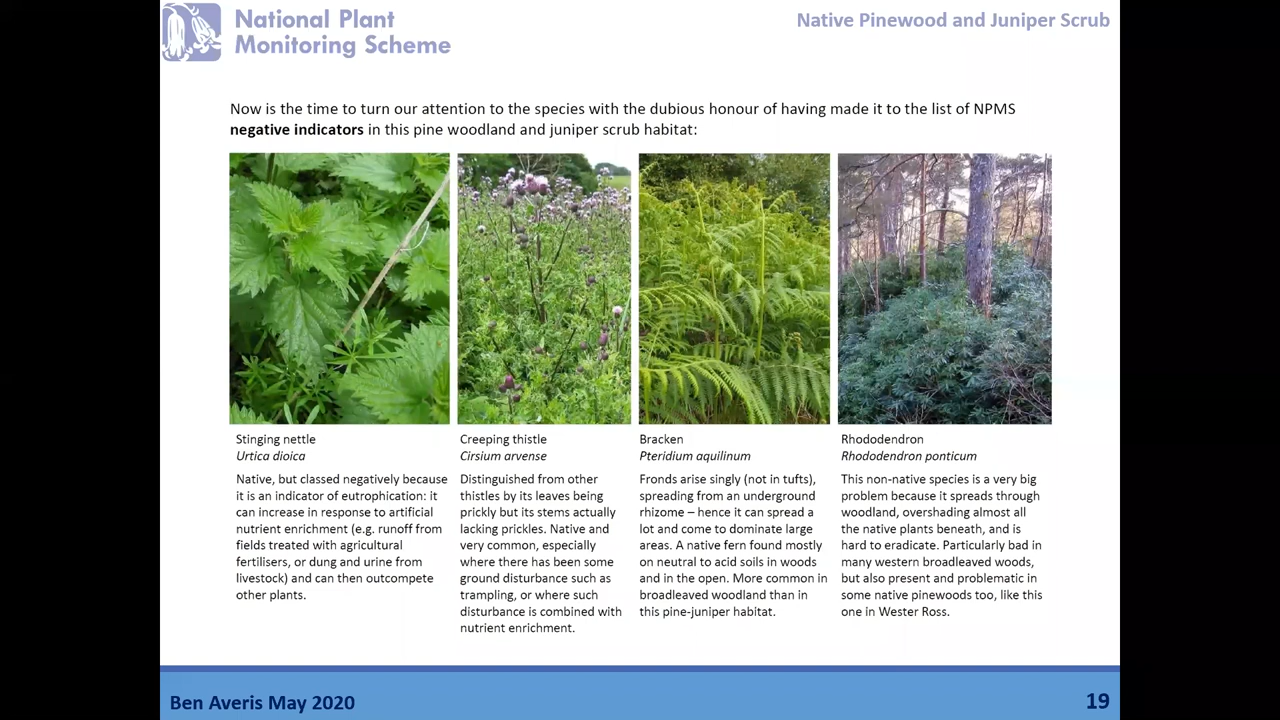 National Plant
Monitoring Scheme
Native Pinewood and Juniper Scrub
Now is the time to turn our attention to the species with the dubious honour of having made it to the list of NPMS
negative indicators in this pine woodland and juniper scrub habitat:
Stinging nettle
Urtica dioica
Native, but classed negatively because
it is an indicator of eutrophication: it
can increase in response to artificial
nutrient enrichment (e.g. runoff from
fields treated with agricultural
fertilisers, or dung and urine from
livestock) and can then outcompete
other plants.
Creeping thistle
Cirsium arvense
Distinguished from other
thistles by its leaves being
prickly but its stems actually
lacking prickles. Native and
very common, especially
where there has been some
ground disturbance such as
trampling, or where such
disturbance is combined with
nutrient enrichment.
Bracken
Pteridium aquilinum
Fronds arise singly (not in tufts),
spreading from an underground
rhizome – hence it can spread a
lot and come to dominate large
areas. A native fern found mostly
on neutral to acid soils in woods
and in the open. More common in
broadleaved woodland than in
this pine-juniper habitat.
Rhododendron
Rhododendron ponticum
This non-native species is a very big
problem because it spreads through
woodland, overshading almost all
the native plants beneath, and is
hard to eradicate. Particularly bad in
many western broadleaved woods,
but also present and problematic in
some native pinewoods too, like this
one in Wester Ross.
Ben Averis May 2020
19